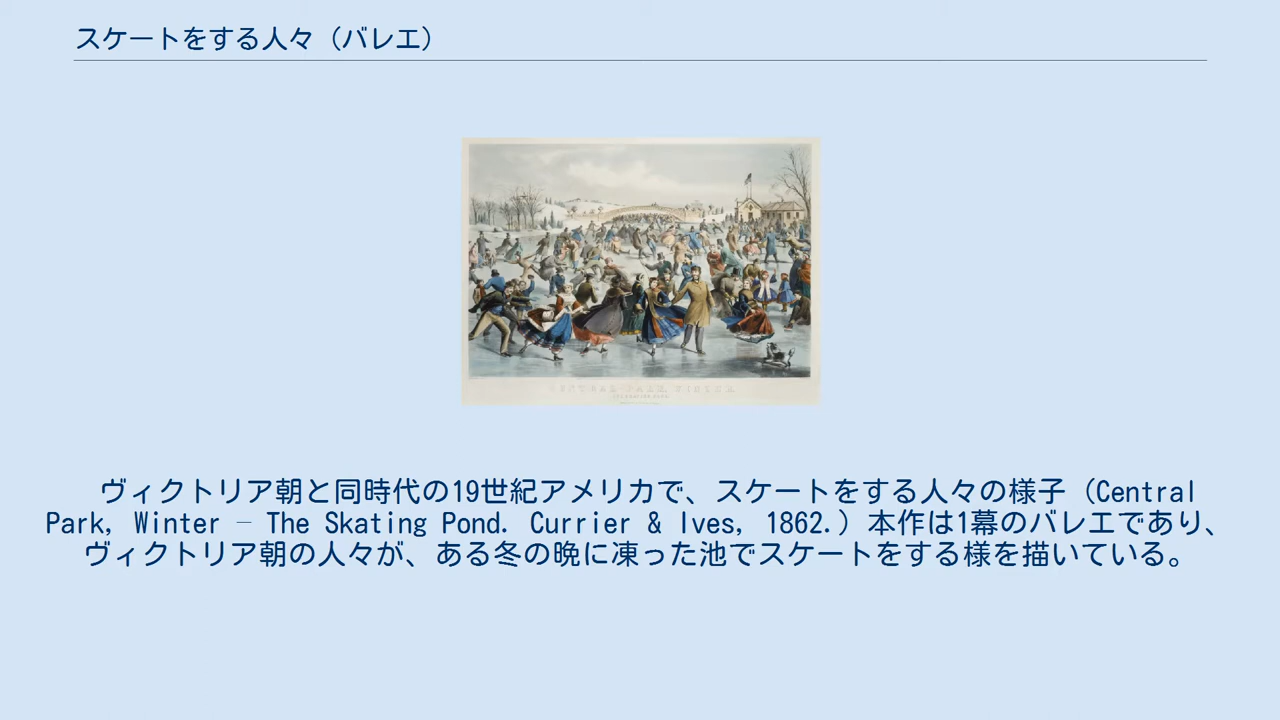 スケートをする人々（バレエ）
CENTRAL-PARK, WINTER
ヴィクトリア朝と同時代の19世紀アメリカで、スケートをする人々の様子（Central
Park, Winter – The Skating Pond. Currier & Ives, 1862.）本作は1幕のバレエであり、
ヴィクトリア朝の人々が、ある冬の晩に凍った池でスケートをする様を描いている。